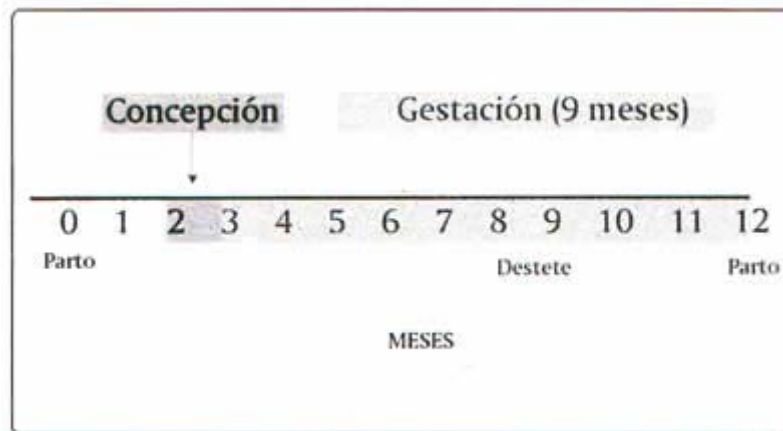 Concepción Gestación (9 meses)
0 1 2 3 4 5 6 7 8 9 10 11 12
Parto Destete Parto
MESES